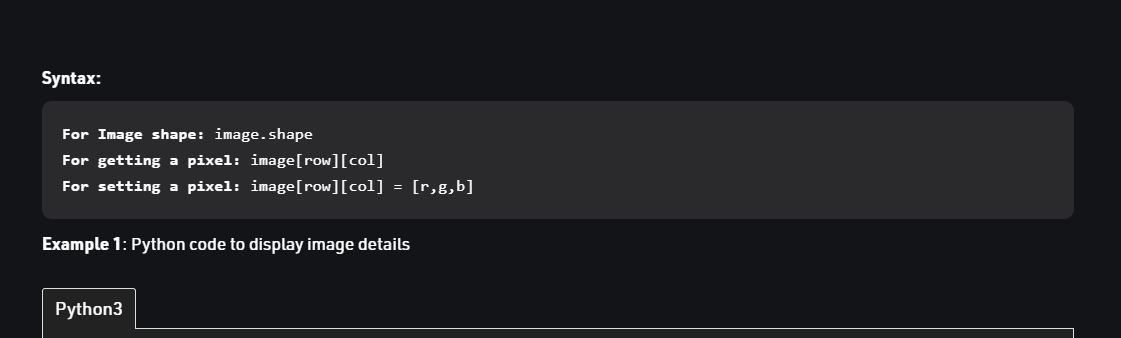 Syntax:
For Image shape: image.shape
For getting a pixel: image[row][col]
For setting a pixel: image[row][col] = [r,g,b]
Example 1: Python code to display image details
Python3